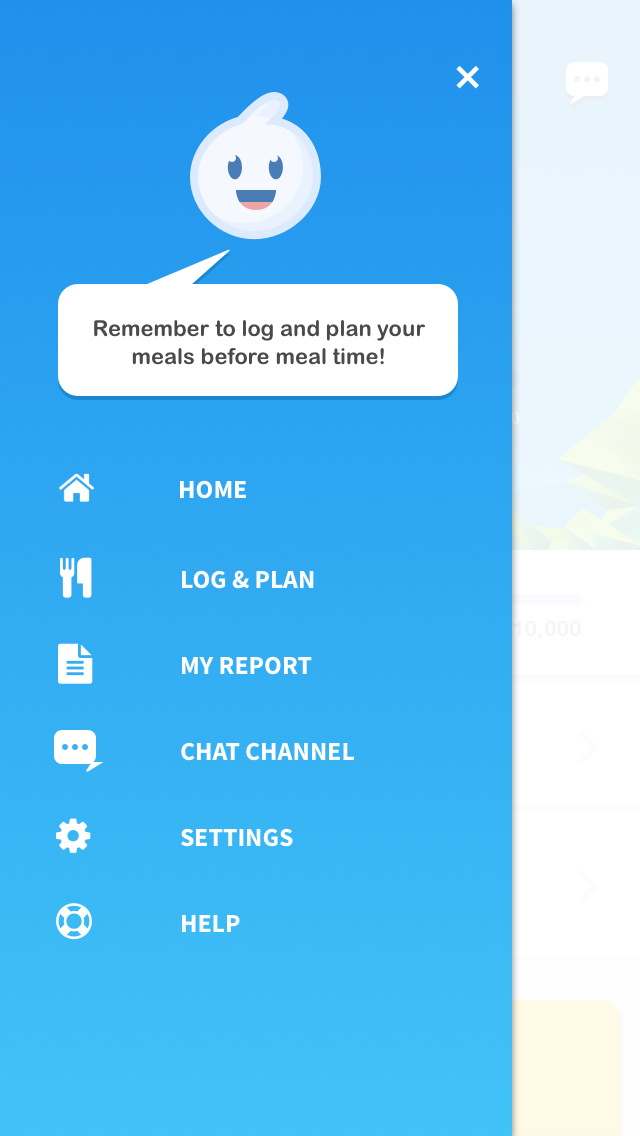 Remember to log and plan your
meals before meal time!
HOME
LOG & PLAN
10,000
MY REPORT
CHAT CHANNEL
SETTINGS
HELP